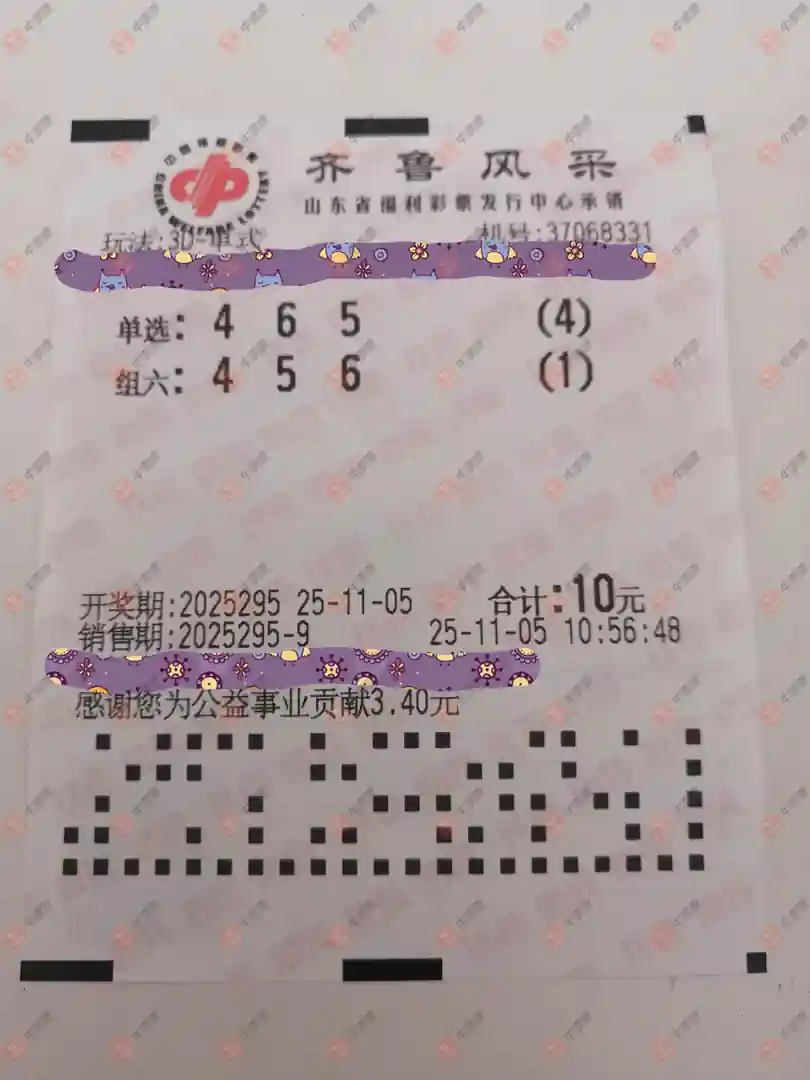 齐鲁风采
山东省福利彩票发行中心承销
玩法:3D-单式 机号:37068331
单选: 4 6 5 (4)
组六: 4 5 6 (1)
开奖期:2025295 25-11-05 合计:10元
销售期:2025295-9 25-11-05 10:56:48
感谢您为公益事业贡献3.40元